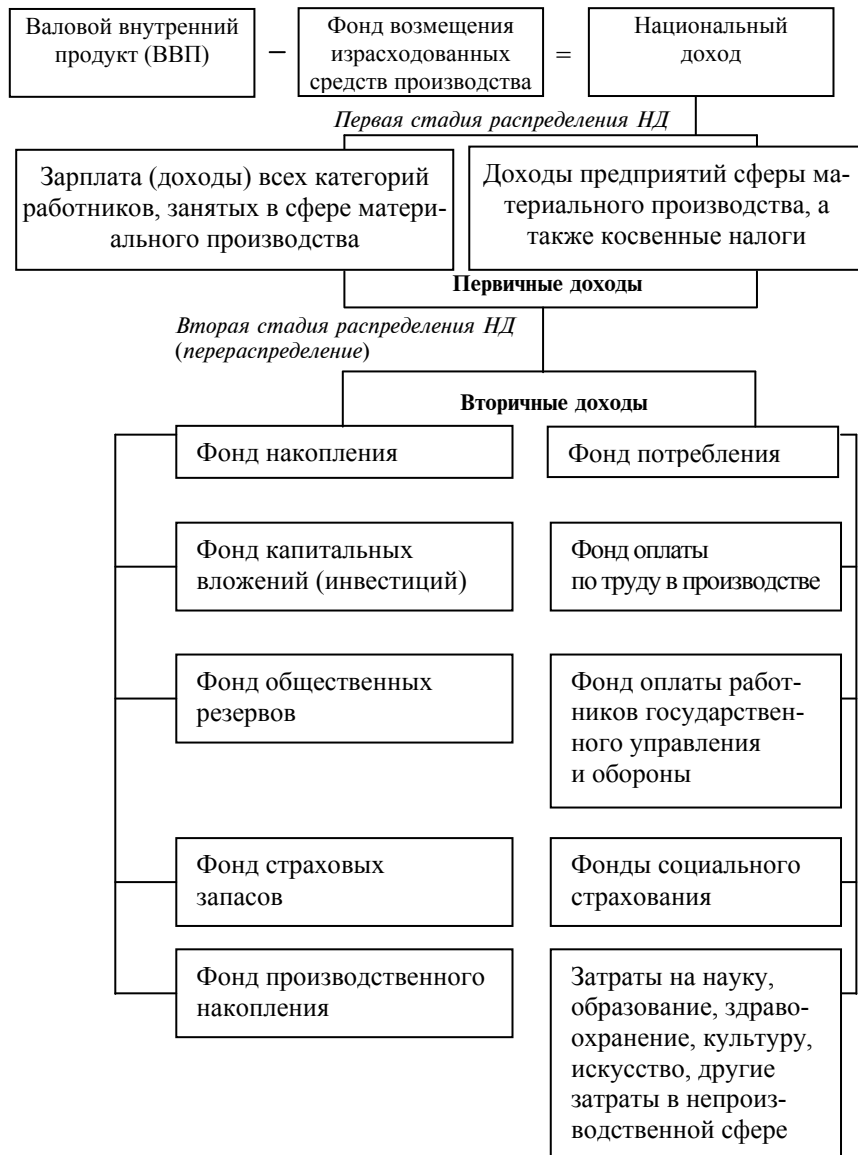 Валовой внутренний
продукт (ВВП)
–
Фонд возмещения
израсходованных
средств производства
=
Национальный
доход
Первая стадия распределения НД
Зарплата (доходы) всех категорий
работников, занятых в сфере матери-
ального производства
Доходы предприятий сферы ма-
териального производства, а
также косвенные налоги
Первичные доходы
Вторая стадия распределения НД
(перераспределение)
Вторичные доходы
Фонд накопления
Фонд потребления
Фонд капитальных
вложений (инвестиций)
Фонд оплаты
по труду в производстве
Фонд общественных
резервов
Фонд оплаты работ-
ников государствен-
ного управления
и обороны
Фонд страховых
запасов
Фонды социального
страхования
Фонд производственного
накопления
Затраты на науку,
образование, здраво-
охранение, культуру,
искусство, другие
затраты в непроиз-
водственной сфере